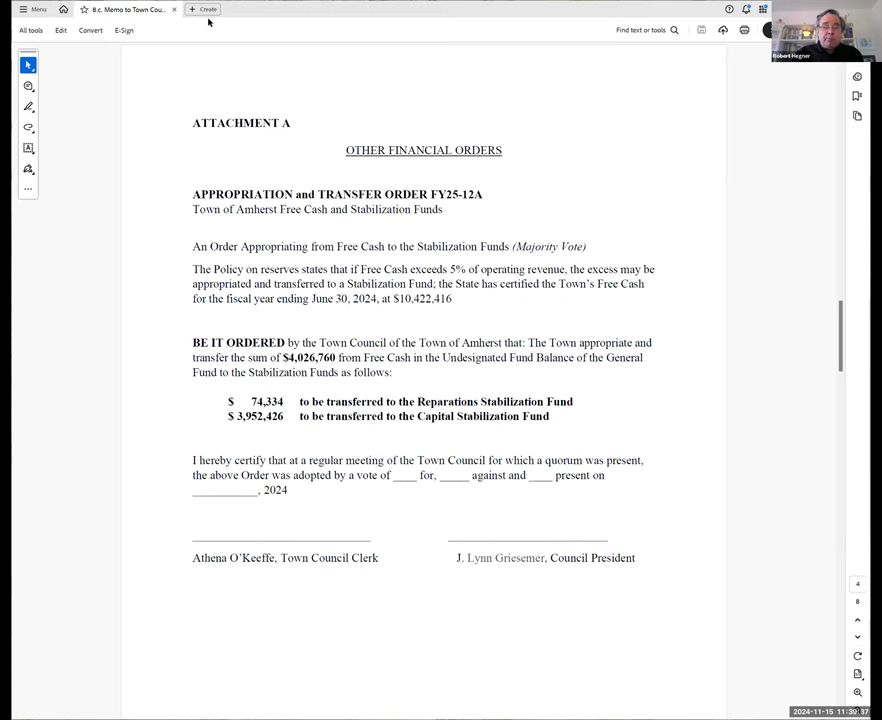 Menu
8.c. Memo to Town Cou...
Create
All tools
Edit
Convert
E-Sign
Find text or tools
Robert Hegner
ATTACHMENT A
OTHER FINANCIAL ORDERS
APPROPRIATION and TRANSFER ORDER FY25-12A
Town of Amherst Free Cash and Stabilization Funds
An Order Appropriating from Free Cash to the Stabilization Funds (Majority Vote)
The Policy on reserves states that if Free Cash exceeds 5% of operating revenue, the excess may be
appropriated and transferred to a Stabilization Fund; the State has certified the Town's Free Cash
for the fiscal year ending June 30, 2024, at $10,422,416
BE IT ORDERED by the Town Council of the Town of Amherst that: The Town appropriate and
transfer the sum of $4,026,760 from Free Cash in the Undesignated Fund Balance of the General
Fund to the Stabilization Funds as follows:
$ 74,334 to be transferred to the Reparations Stabilization Fund
$ 3,952,426 to be transferred to the Capital Stabilization Fund
I hereby certify that at a regular meeting of the Town Council for which a quorum was present,
the above Order was adopted by a vote of ____ for, _____ against and ____ present on
___________, 2024
Athena O'Keeffe, Town Council Clerk
J. Lynn Griesemer, Council President
4
8
2024-11-15 11:39:37